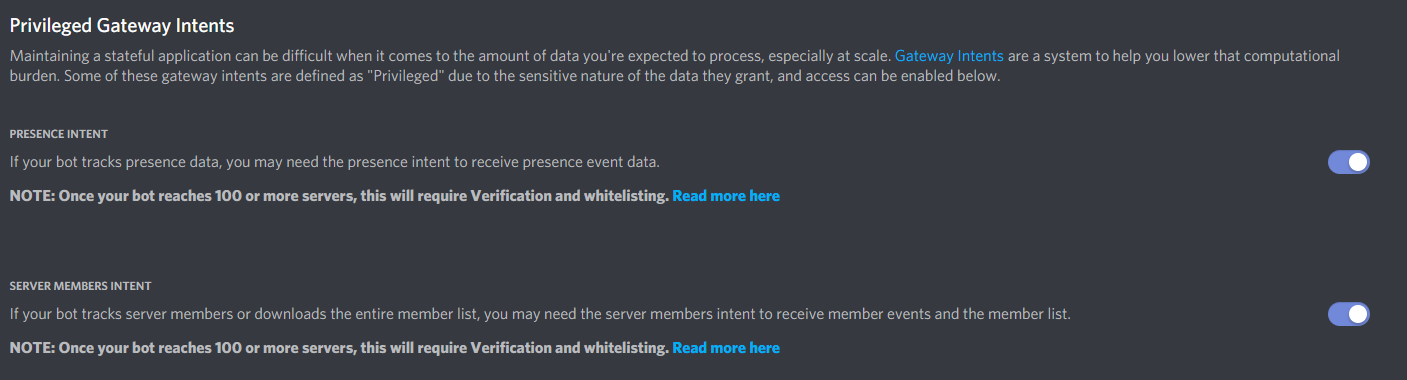 Privileged Gateway Intents
Maintaining a stateful application can be difficult when it comes to the amount of data you're expected to process, especially at scale. Gateway Intents are a system to help you lower that computational
burden. Some of these gateway intents are defined as "Privileged" due to the sensitive nature of the data they grant, and access can be enabled below.
PRESENCE INTENT
If your bot tracks presence data, you may need the presence intent to receive presence event data.
NOTE: Once your bot reaches 100 or more servers, this will require Verification and whitelisting. Read more here
SERVER MEMBERS INTENT
If your bot tracks server members or downloads the entire member list, you may need the server members intent to receive member events and the member list.
NOTE: Once your bot reaches 100 or more servers, this will require Verification and whitelisting. Read more here